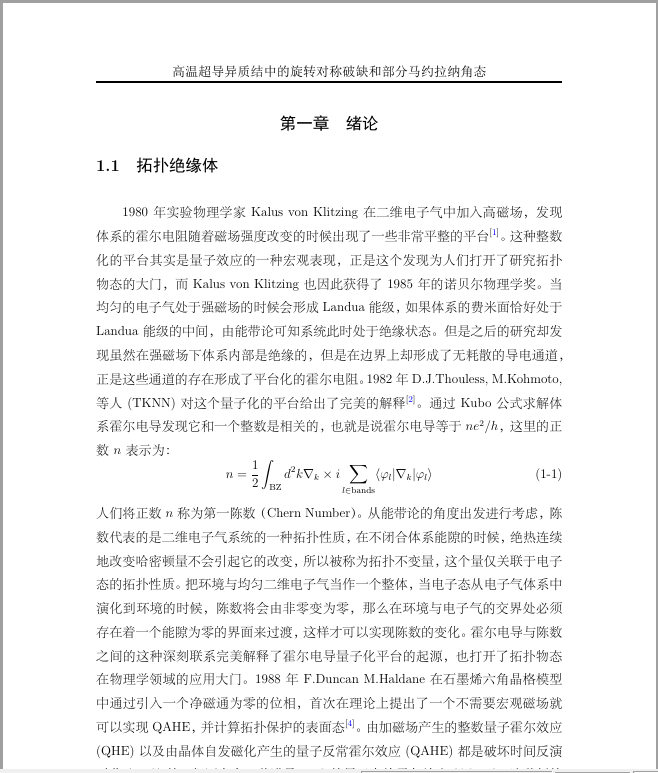 高温超导异质结中的旋转对称破缺和部分马约拉纳角态
第一章 绪论
1.1 拓扑绝缘体
1980 年实验物理学家 Kalus von Klitzing 在二维电子气中加入高磁场，发现
体系的霍尔电阻随着磁场强度改变的时候出现了一些非常平整的平台[1]。这种整数
化的平台其实是量子效应的一种宏观表现，正是这个发现为人们打开了研究拓扑
物态的大门，而 Kalus von Klitzing 也因此获得了 1985 年的诺贝尔物理学奖。当
均匀的电子气处于强磁场的时候会形成 Landua 能级，如果体系的费米面恰好处于
Landua 能级的中间，由能带论可知系统此时处于绝缘状态。但是之后的研究却发
现虽然在强磁场下体系内部是绝缘的，但是在边界上却形成了无耗散的导电通道，
正是这些通道的存在形成了平台化的霍尔电阻。1982 年 D.J.Thouless, M.Kohmoto,
等人 (TKNN) 对这个量子化的平台给出了完美的解释[2]。通过 Kubo 公式求解体
系霍尔电导发现它和一个整数是相关的，也就是说霍尔电导等于 ne²/h，这里的正
数 n 表示为：
n = \frac{1}{2} \int_{BZ} d²k∇_k × i \sum_{l∈bands} ⟨φ_l|∇_k|φ_l⟩ (1-1)
人们将正数 n 称为第一陈数（Chern Number）。从能带论的角度出发进行考虑，陈
数代表的是二维电子气系统的一种拓扑性质，在不闭合体系能隙的时候，绝热连续
地改变哈密顿量不会引起它的改变，所以被称为拓扑不变量，这个量仅关联于电子
态的拓扑性质。把环境与均匀二维电子气当作一个整体，当电子态从电子气体系中
演化到环境的时候，陈数将会由非零变为零，那么在环境与电子气的交界处必须
存在着一个能隙为零的界面来过渡，这样才可以实现陈数的变化。霍尔电导与陈数
之间的这种深刻联系完美解释了霍尔电导量子化平台的起源，也打开了拓扑物态
在物理学领域的应用大门。1988 年 F.Duncan M.Haldane 在石墨烯六角晶格模型
中通过引入一个净磁通为零的位相，首次在理论上提出了一个不需要宏观磁场就
可以实现 QAHE，并计算拓扑保护的表面态[4]。由加磁场产生的整数量子霍尔效应
(QHE) 以及由晶体自发磁化产生的量子反常霍尔效应 (QAHE) 都是破坏时间反演